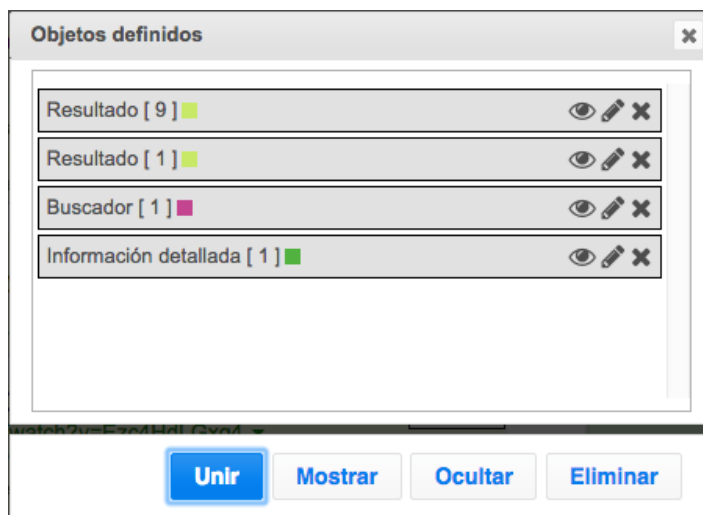 Objetos definidos
Resultado [ 9 ]
Resultado [ 1 ]
Buscador [ 1 ]
Información detallada [ 1 ]
Unir Mostrar Ocultar Eliminar